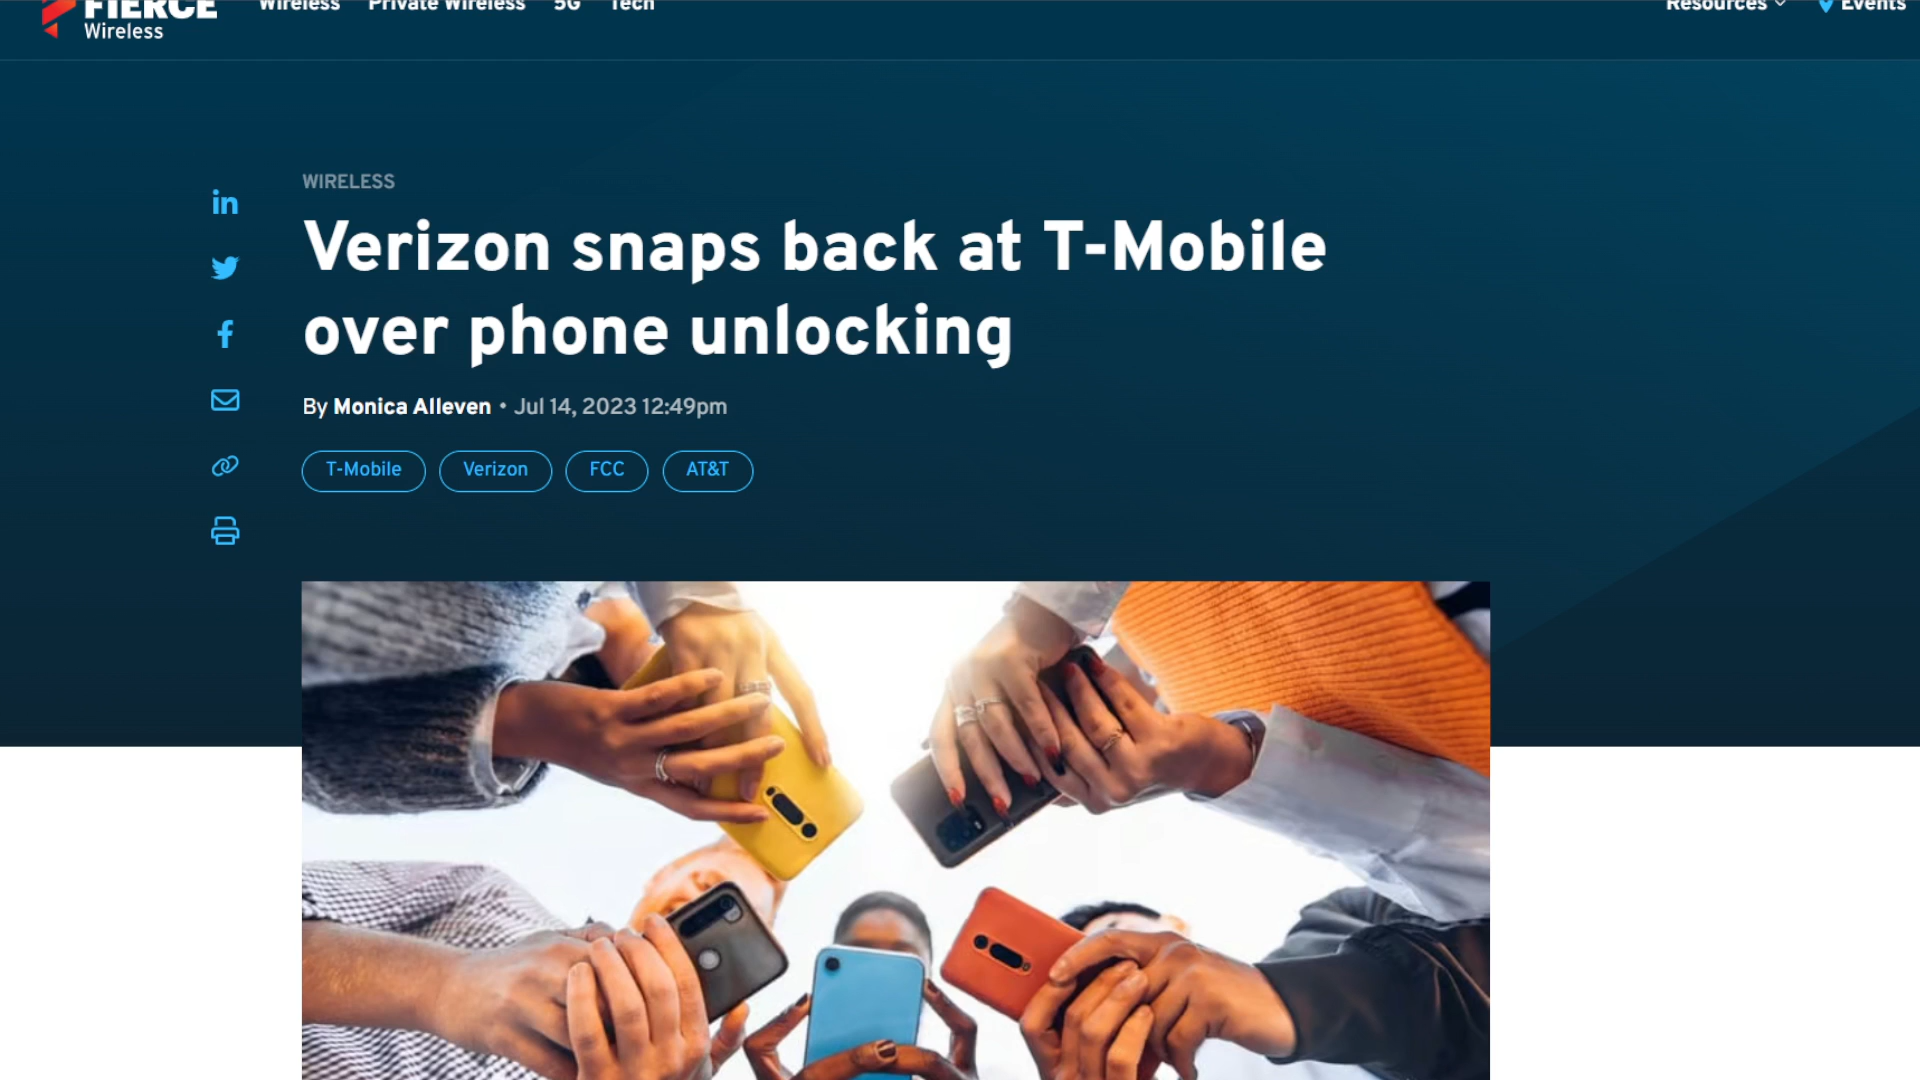 FIERCE
Wireless
Wireless Private Wireless 5G Tech
Resources Events
WIRELESS
Verizon snaps back at T-Mobile
over phone unlocking
By Monica Alleven • Jul 14, 2023 12:49pm
T-Mobile Verizon FCC AT&T